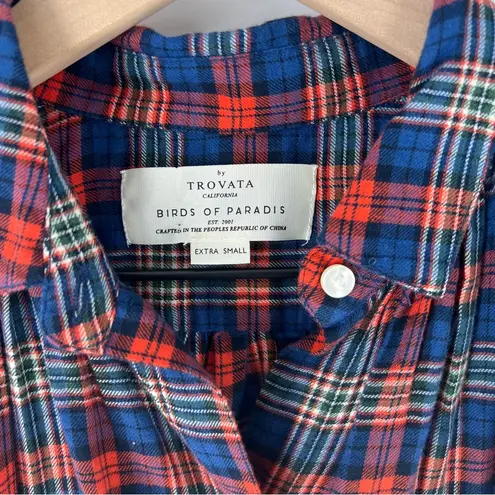 by
TROVATA
CALIFORNIA
BIRDS OF PARADIS
EST. 2001
CRAFTED IN THE PEOPLES REPUBLIC OF CHINA
EXTRA SMALL